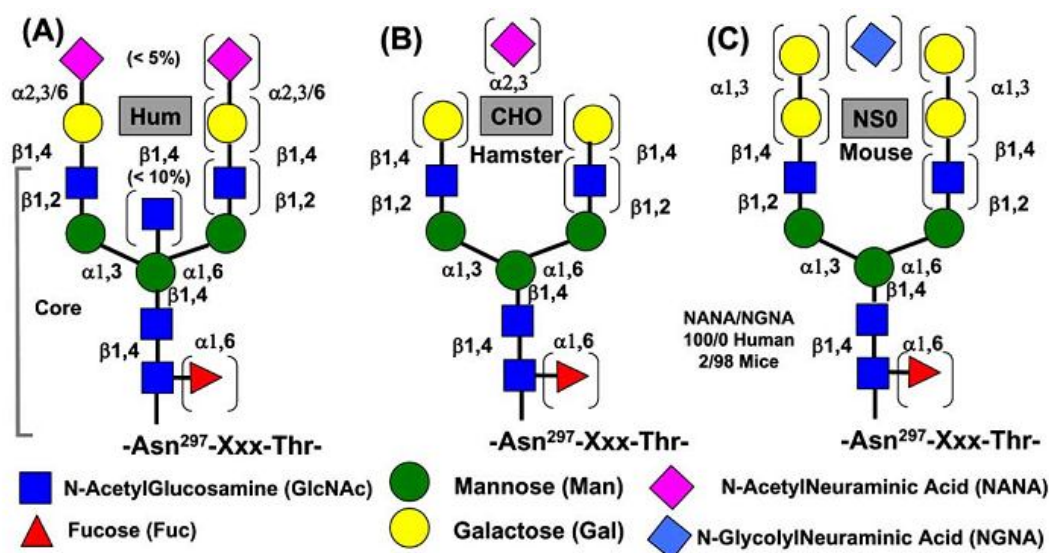 (A)
(B)
(C)
(< 5%)
α2,3/6
α2,3/6
Hum
β1,4
β1,4
β1,4
(< 10%)
β1,2
β1,2
α1,3
α1,6
Core
β1,4
β1,4
α1,6
-Asn²⁹⁷-Xxx-Thr-
α2,3
CHO
Hamster
β1,4
β1,4
β1,2
β1,2
α1,3
α1,6
β1,4
β1,4
α1,6
-Asn²⁹⁷-Xxx-Thr-
α1,3
α1,3
NS0
Mouse
β1,4
β1,4
β1,2
β1,2
α1,3
α1,6
β1,4
NANA/NGNA
100/0 Human
2/98 Mice
β1,4
α1,6
-Asn²⁹⁷-Xxx-Thr-
N-AcetylGlucosamine (GlcNAc)
Mannose (Man)
N-AcetylNeuraminic Acid (NANA)
Fucose (Fuc)
Galactose (Gal)
N-GlycolylNeuraminic Acid (NGNA)